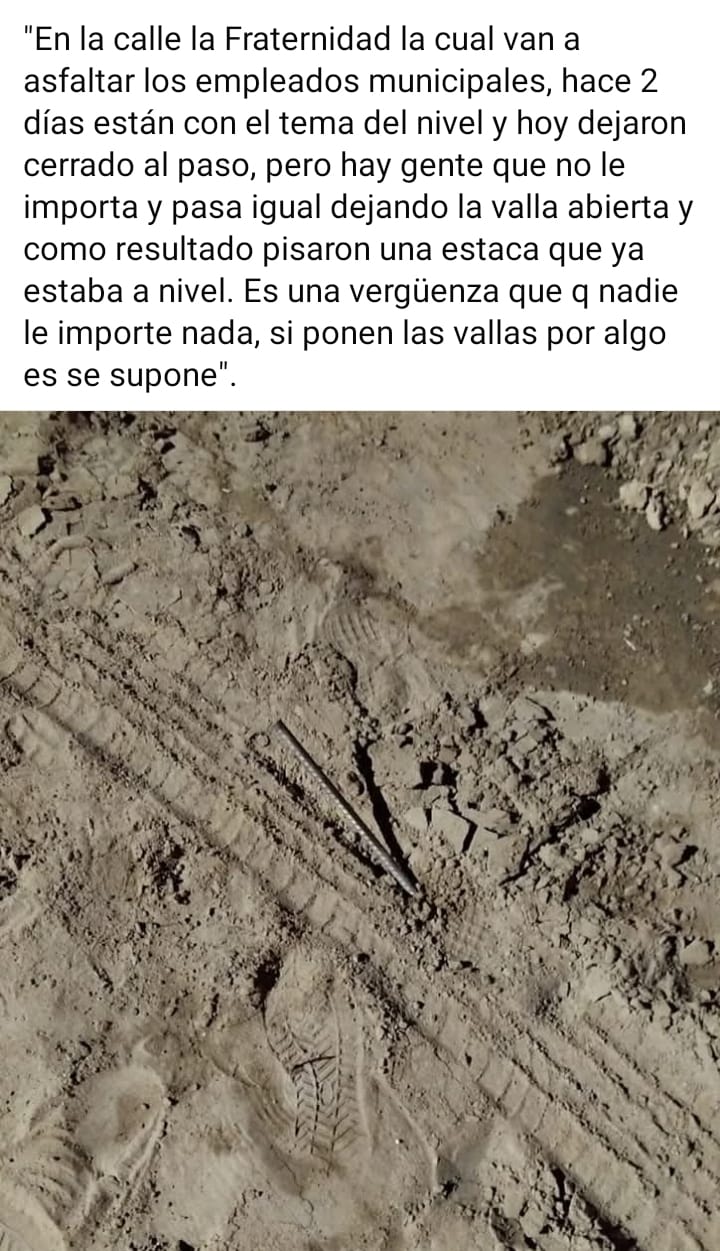 "En la calle la Fraternidad la cual van a
asfaltar los empleados municipales, hace 2
días están con el tema del nivel y hoy dejaron
cerrado al paso, pero hay gente que no le
importa y pasa igual dejando la valla abierta y
como resultado pisaron una estaca que ya
estaba a nivel. Es una vergüenza que q nadie
le importe nada, si ponen las vallas por algo
es se supone".